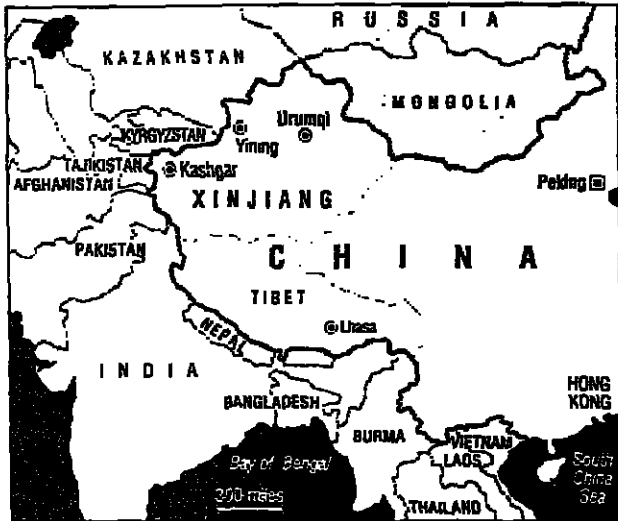 RUSSIA
KAZAKHSTAN
MONGOLIA
KYRGYZSTAN
Yining
Urumqi
TAJIKISTAN
Kashgar
AFGHANISTAN
XINJIANG
Peking
PAKISTAN
CHINA
TIBET
NEPAL
Lhasa
INDIA
HONG
KONG
BANGLADESH
BURMA
VIETNAM
LAOS
Bay of Bengal
South
China
Sea
300 miles
THAILAND